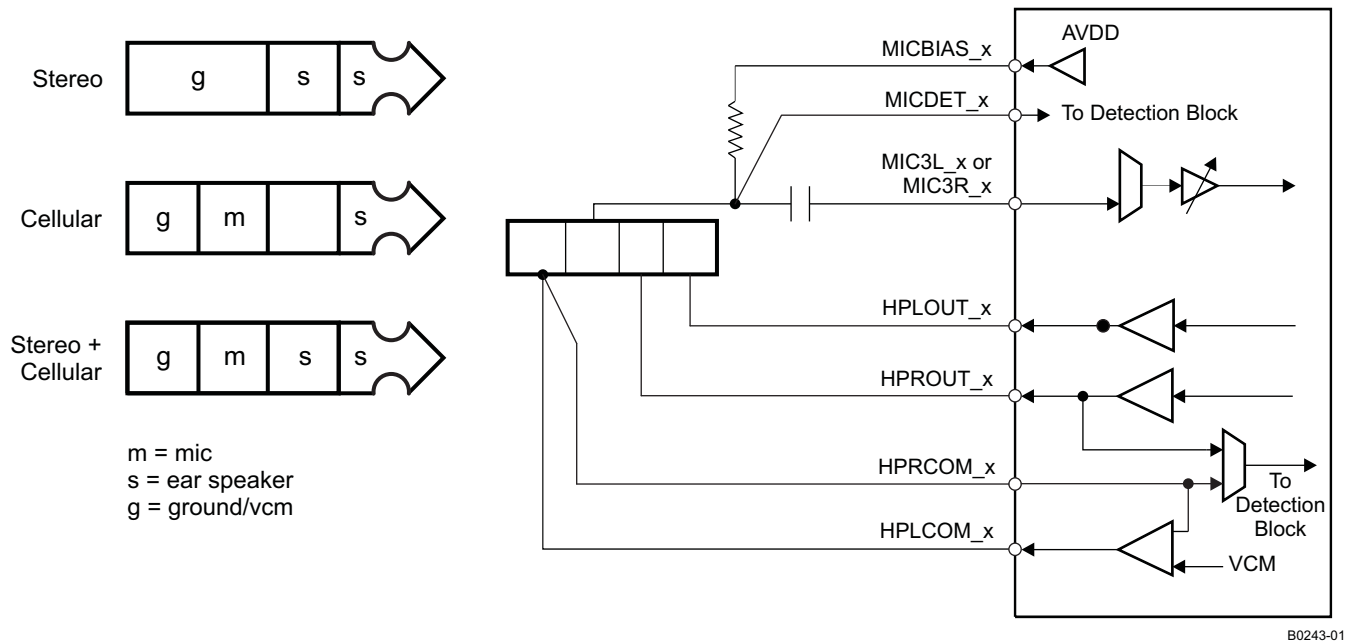 Stereo
g
s
s
Cellular
g
m
s
Stereo +
Cellular
g
m
s
s
m = mic
s = ear speaker
g = ground/vcm
MICBIAS_x
AVDD
MICDET_x
To Detection Block
MIC3L_x or
MIC3R_x
HPLOUT_x
HPROUT_x
HPRCOM_x
To
Detection
Block
HPLCOM_x
VCM
B0243-01